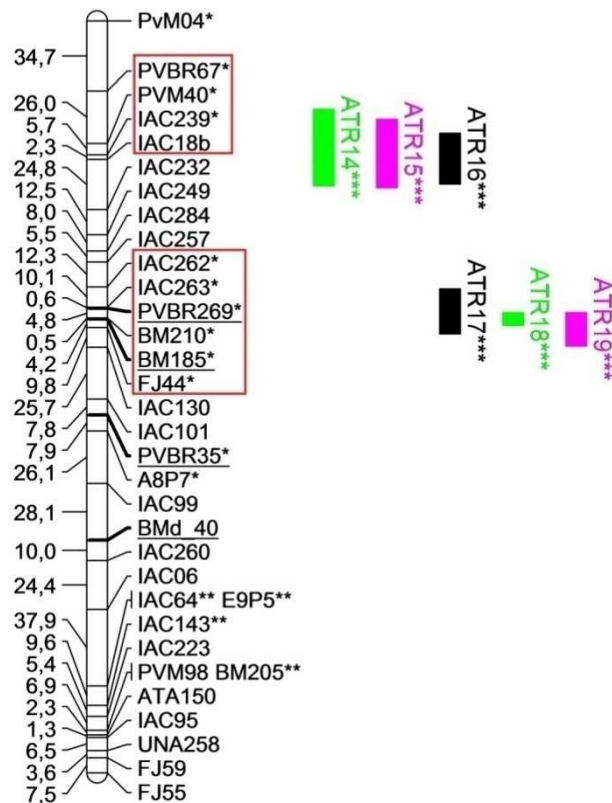 PvM04*
34,7
PVBR67*
26,0
PVM40*
5,7
IAC239*
2,3
IAC18b
24,8
IAC232
12,5
IAC249
8,0
IAC284
5,5
IAC257
12,3
IAC262*
10,1
IAC263*
0,6
PVBR269*
4,8
BM210*
0,5
BM185*
4,2
FJ44*
9,8
IAC130
25,7
IAC101
7,8
PVBR35*
7,9
A8P7*
26,1
IAC99
28,1
BMd_40
10,0
IAC260
24,4
IAC06
IAC64** E9P5**
37,9
IAC143**
9,6
IAC223
5,4
PVM98 BM205**
6,9
ATA150
2,3
IAC95
1,3
UNA258
6,5
FJ59
3,6
FJ55
7,5
ATR14***
ATR15***
ATR16***
ATR17***
ATR18***
ATR19***